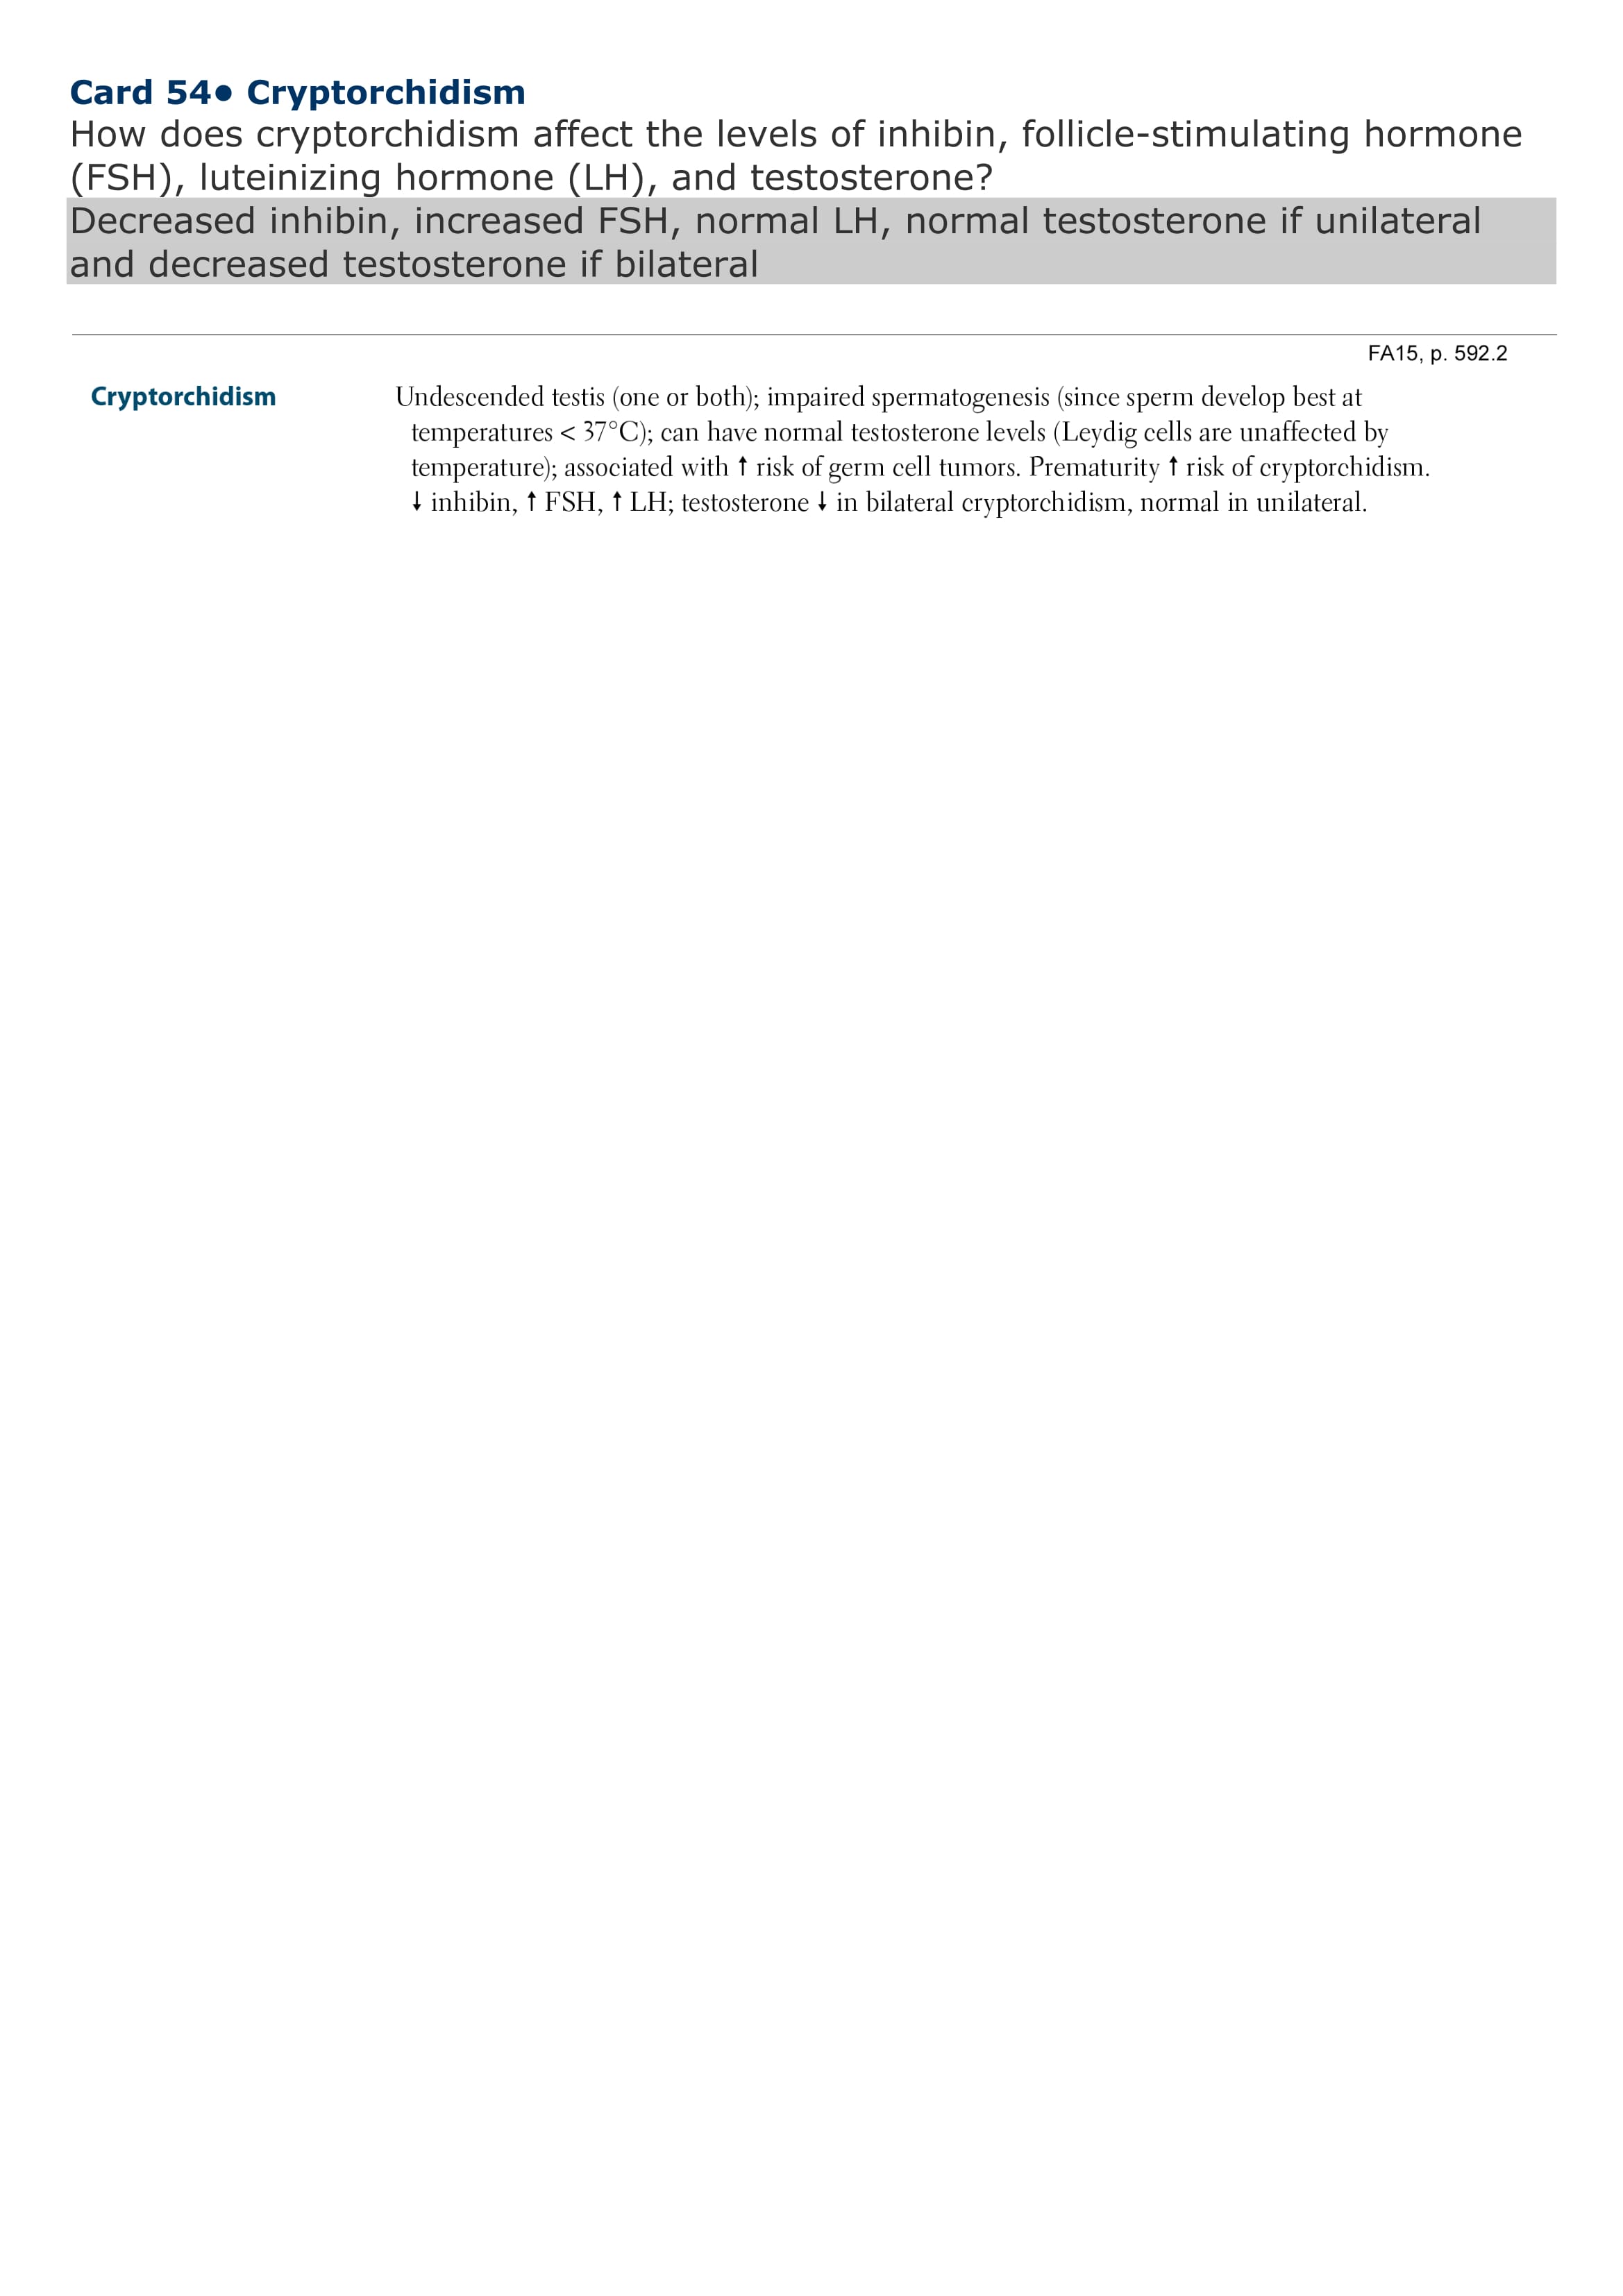 Card 54● Cryptorchidism
How does cryptorchidism affect the levels of inhibin, follicle-stimulating hormone
(FSH), luteinizing hormone (LH), and testosterone?
Decreased inhibin, increased FSH, normal LH, normal testosterone if unilateral
and decreased testosterone if bilateral
FA15, p. 592.2
Cryptorchidism
Undescended testis (one or both); impaired spermatogenesis (since sperm develop best at
temperatures < 37°C); can have normal testosterone levels (Leydig cells are unaffected by
temperature); associated with ↑ risk of germ cell tumors. Prematurity ↑ risk of cryptorchidism.
↓ inhibin, ↑ FSH, ↑ LH; testosterone ↓ in bilateral cryptorchidism, normal in unilateral.